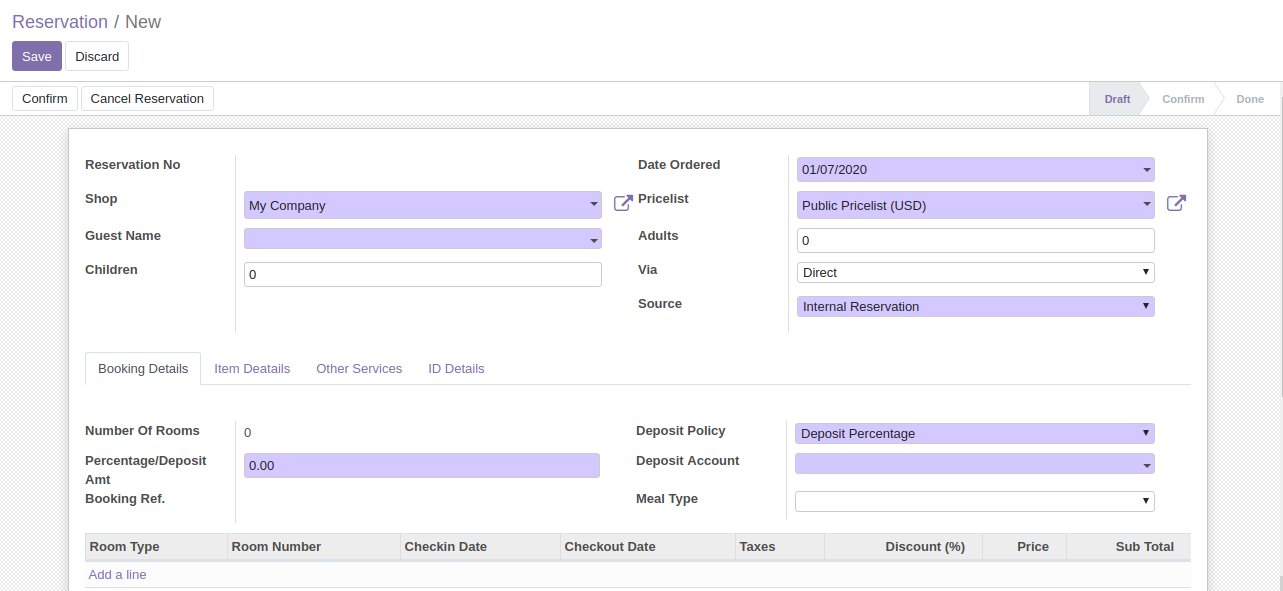 Reservation / New
Save Discard
Confirm Cancel Reservation Draft Confirm Done
Reservation No Date Ordered 01/07/2020
Shop My Company Pricelist Public Pricelist (USD)
Guest Name Adults 0
Children 0 Via Direct
Source Internal Reservation
Booking Details Item Deatails Other Services ID Details
Number Of Rooms 0 Deposit Policy Deposit Percentage
Percentage/Deposit 0.00 Deposit Account
Amt
Booking Ref. Meal Type
Room Type Room Number Checkin Date Checkout Date Taxes Discount (%) Price Sub Total
Add a line